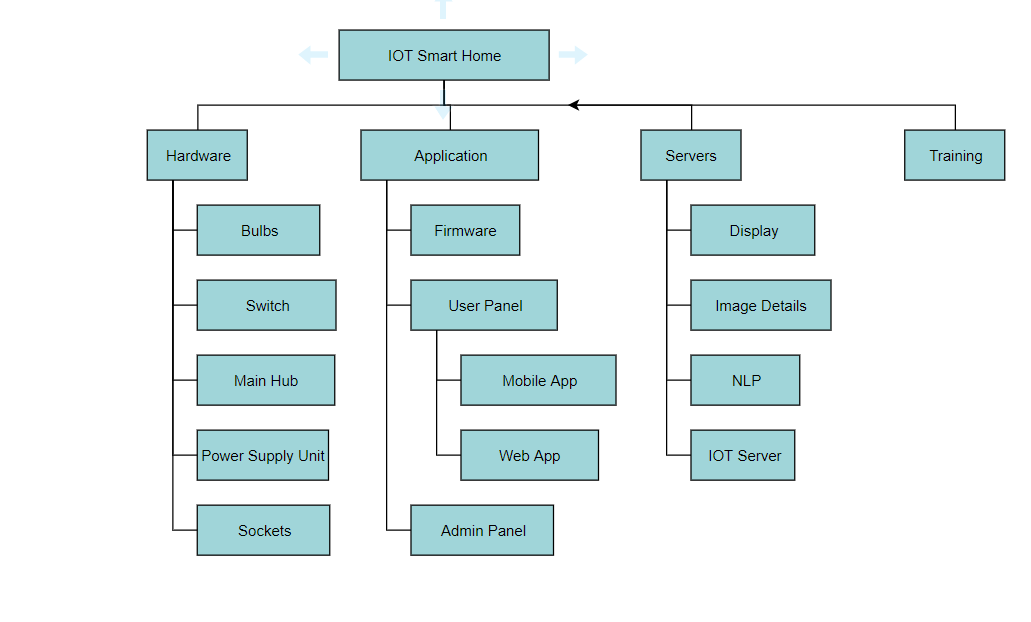 IOT Smart Home
Hardware
Application
Servers
Training
Bulbs
Firmware
Display
Switch
User Panel
Image Details
Main Hub
Mobile App
NLP
Power Supply Unit
Web App
IOT Server
Sockets
Admin Panel